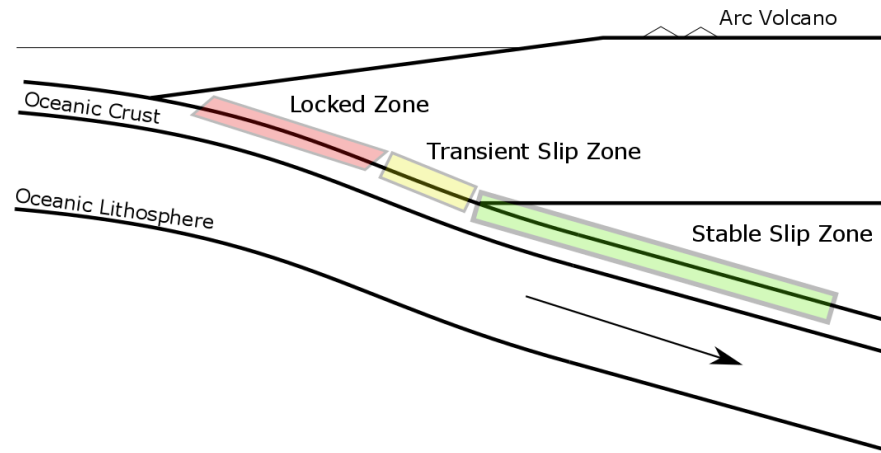 Arc Volcano
Oceanic Crust
Locked Zone
Transient Slip Zone
Oceanic Lithosphere
Stable Slip Zone